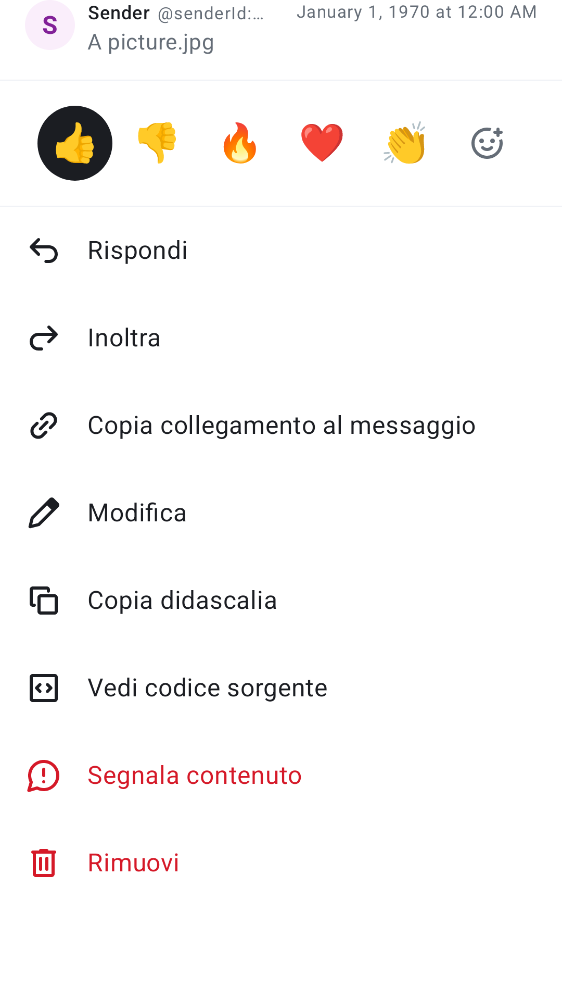 S
Sender @senderId:… January 1, 1970 at 12:00 AM
A picture.jpg
Rispondi
Inoltra
Copia collegamento al messaggio
Modifica
Copia didascalia
Vedi codice sorgente
Segnala contenuto
Rimuovi